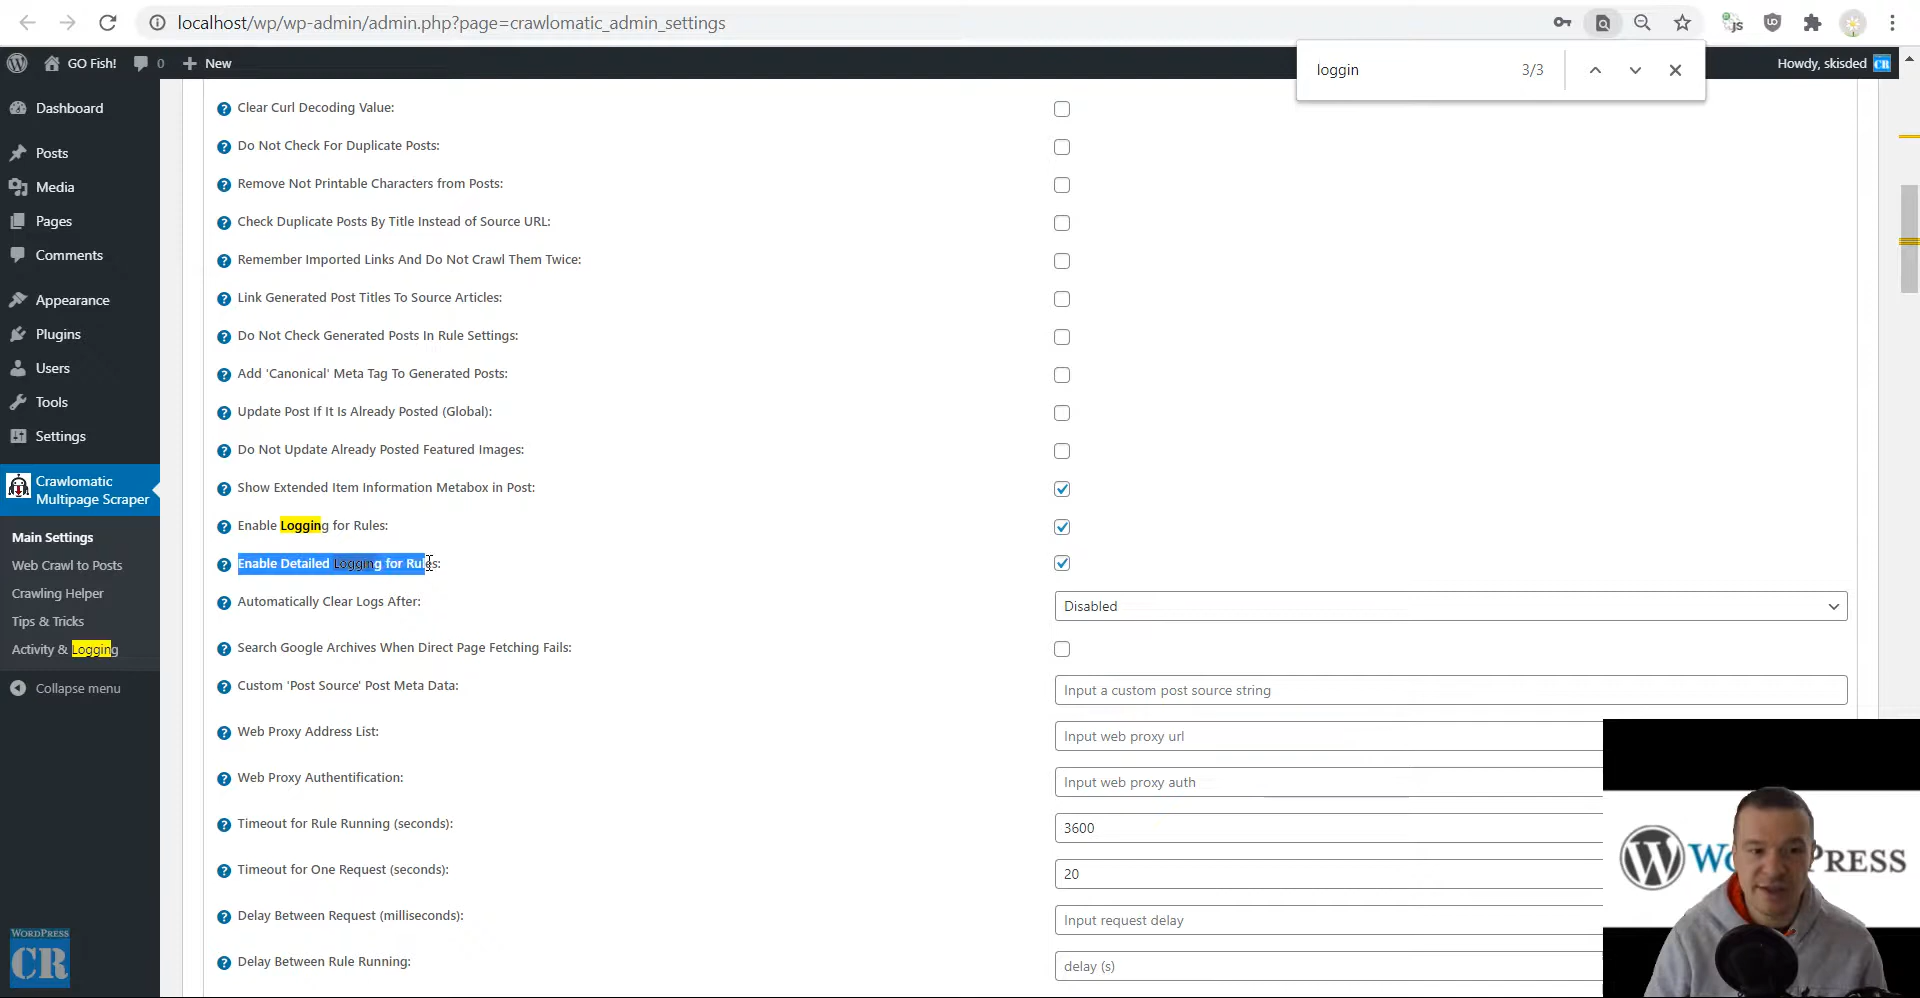 localhost/wp/wp-admin/admin.php?page=crawlomatic_admin_settings
GO Fish!
0
New
loggin
3/3
Howdy, skisded
CR
Dashboard
Posts
Media
Pages
Comments
Appearance
Plugins
Users
Tools
Settings
Crawlomatic
Multipage Scraper
Main Settings
Web Crawl to Posts
Crawling Helper
Tips & Tricks
Activity & Logging
Collapse menu
WORDPRESS
CR
Clear Curl Decoding Value:
Do Not Check For Duplicate Posts:
Remove Not Printable Characters from Posts:
Check Duplicate Posts By Title Instead of Source URL:
Remember Imported Links And Do Not Crawl Them Twice:
Link Generated Post Titles To Source Articles:
Do Not Check Generated Posts In Rule Settings:
Add 'Canonical' Meta Tag To Generated Posts:
Update Post If It Is Already Posted (Global):
Do Not Update Already Posted Featured Images:
Show Extended Item Information Metabox in Post:
Enable Logging for Rules:
Enable Detailed Logging for Rules:
Automatically Clear Logs After:
Disabled
Search Google Archives When Direct Page Fetching Fails:
Custom 'Post Source' Post Meta Data:
Input a custom post source string
Web Proxy Address List:
Input web proxy url
Web Proxy Authentification:
Input web proxy auth
Timeout for Rule Running (seconds):
3600
Timeout for One Request (seconds):
20
Delay Between Request (milliseconds):
Input request delay
Delay Between Rule Running:
delay (s)